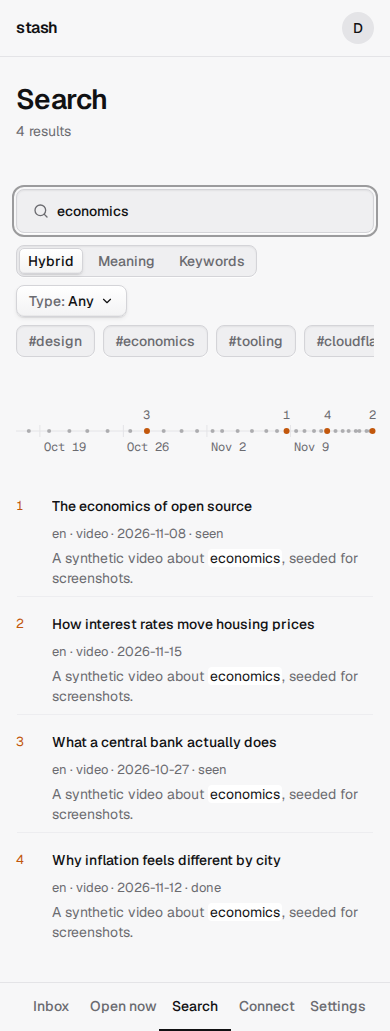 stash
D
Search
4 results
economics
Hybrid Meaning Keywords
Type: Any
#design #economics #tooling #cloudfla
3 1 4 2
Oct 19 Oct 26 Nov 2 Nov 9
1 The economics of open source
en · video · 2026-11-08 · seen
A synthetic video about economics, seeded for
screenshots.
2 How interest rates move housing prices
en · video · 2026-11-15
A synthetic video about economics, seeded for
screenshots.
3 What a central bank actually does
en · video · 2026-10-27 · seen
A synthetic video about economics, seeded for
screenshots.
4 Why inflation feels different by city
en · video · 2026-11-12 · done
A synthetic video about economics, seeded for
screenshots.
Inbox Open now Search Connect Settings